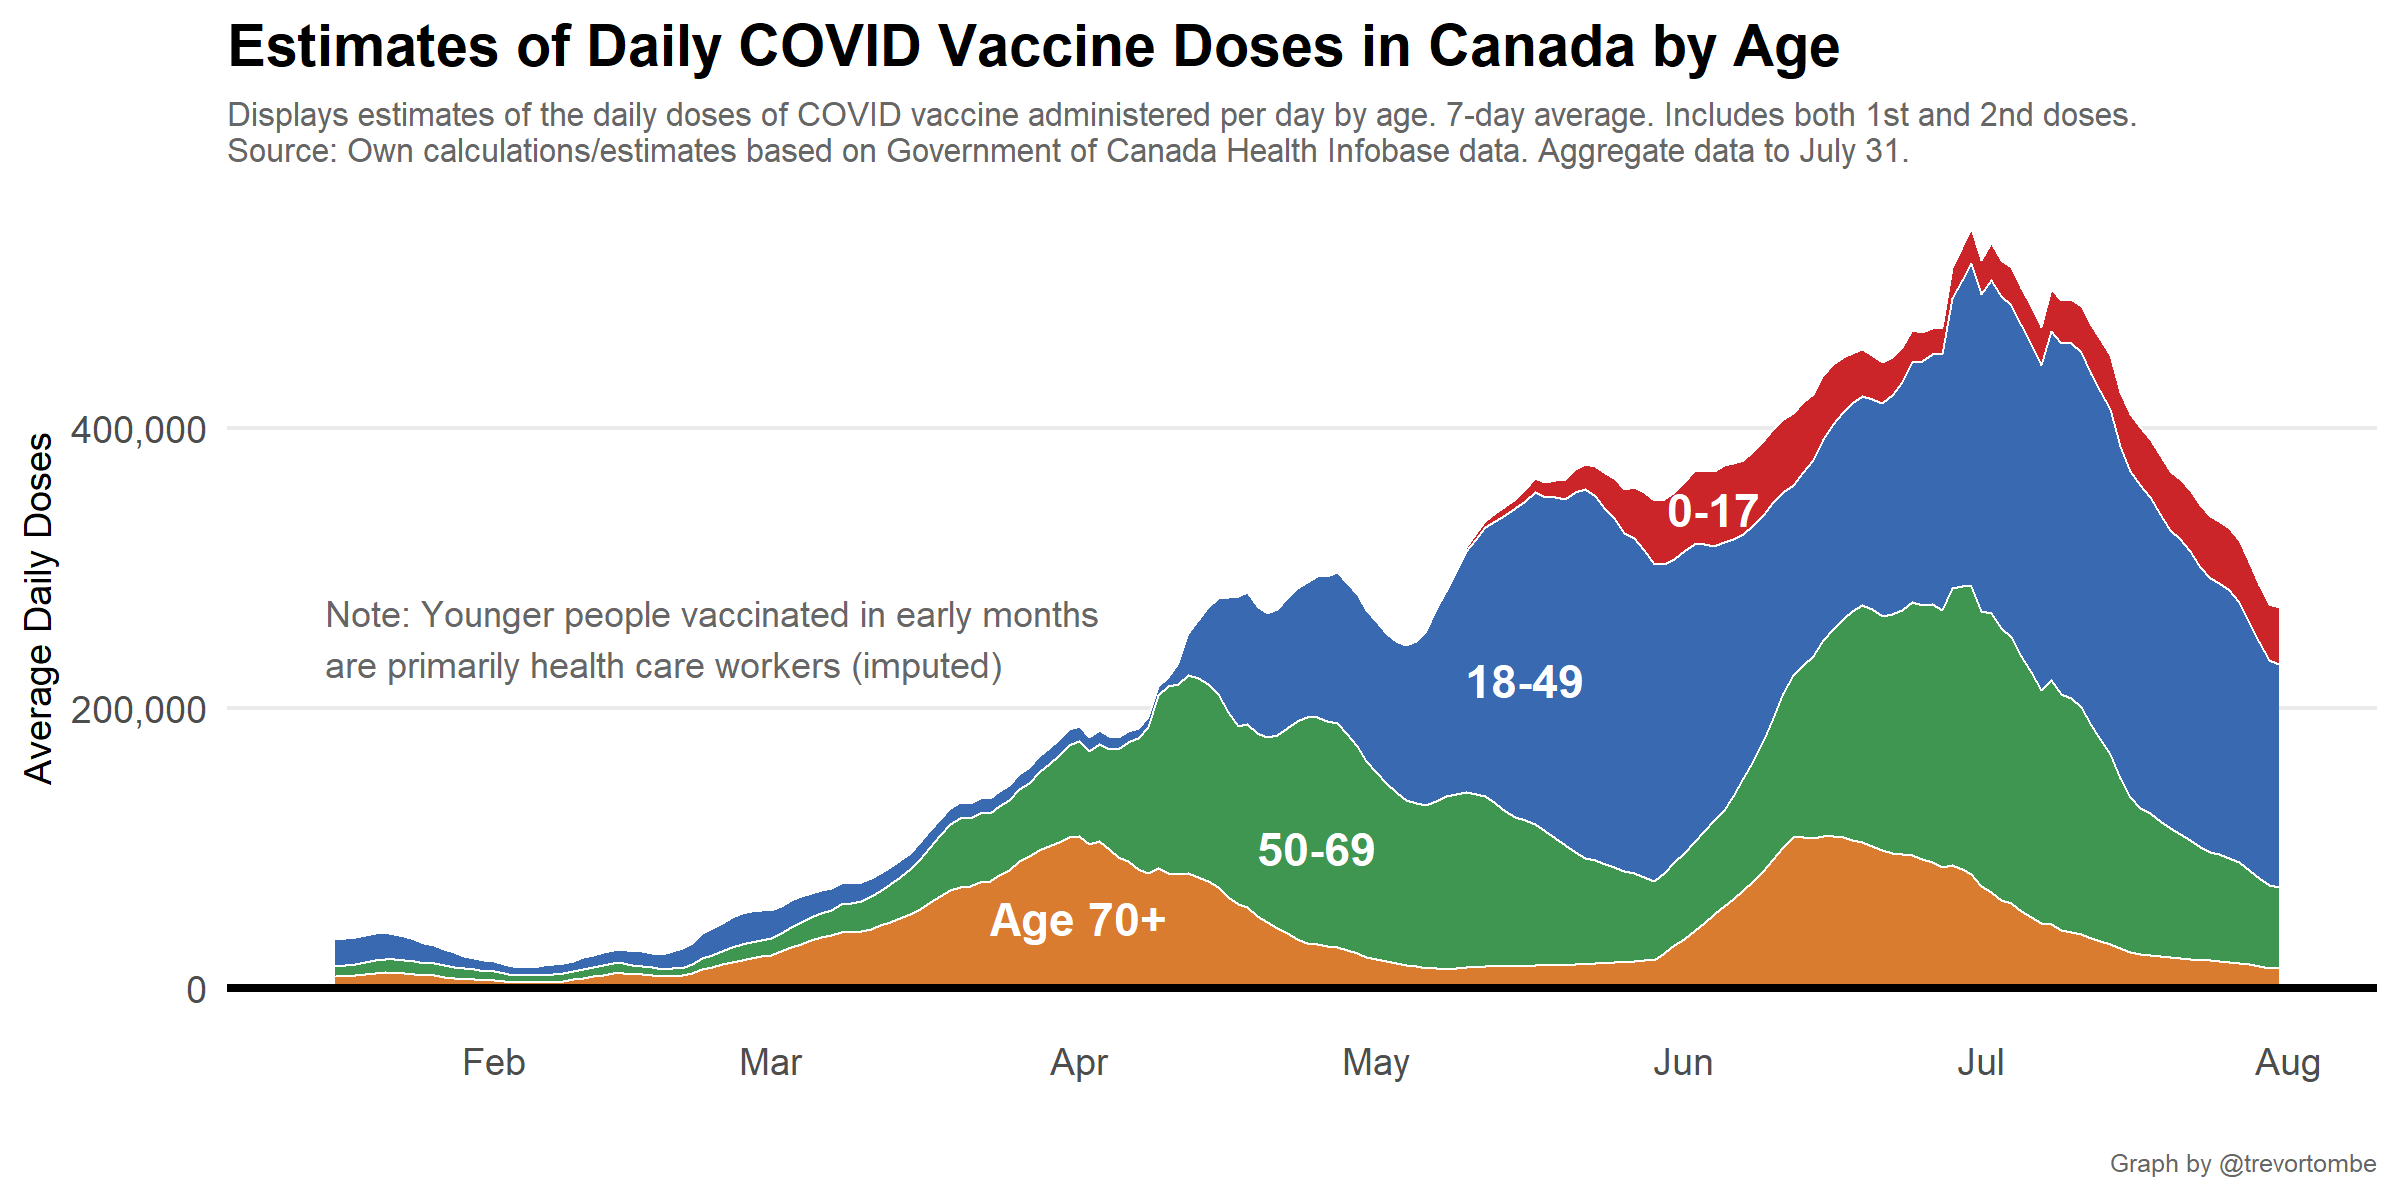 Estimates of Daily COVID Vaccine Doses in Canada by Age
Displays estimates of the daily doses of COVID vaccine administered per day by age. 7-day average. Includes both 1st and 2nd doses.
Source: Own calculations/estimates based on Government of Canada Health Infobase data. Aggregate data to July 31.
Average Daily Doses
400,000
200,000
0
Note: Younger people vaccinated in early months
are primarily health care workers (imputed)
0-17
18-49
50-69
Age 70+
Feb
Mar
Apr
May
Jun
Jul
Aug
Graph by @trevortombe